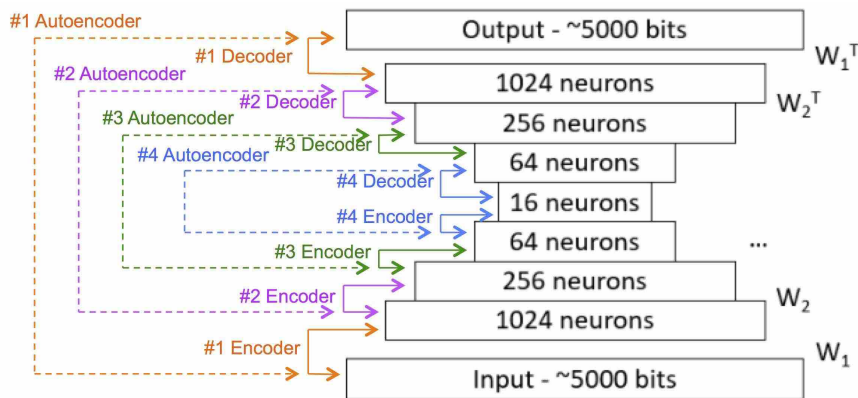 #1 Autoencoder
Output - ~5000 bits
#1 Decoder
W₁ᵀ
#2 Autoencoder
1024 neurons
#2 Decoder
W₂ᵀ
#3 Autoencoder
256 neurons
#3 Decoder
#4 Autoencoder
64 neurons
#4 Decoder
16 neurons
#4 Encoder
64 neurons
...
#3 Encoder
256 neurons
#2 Encoder
W₂
1024 neurons
#1 Encoder
W₁
Input - ~5000 bits